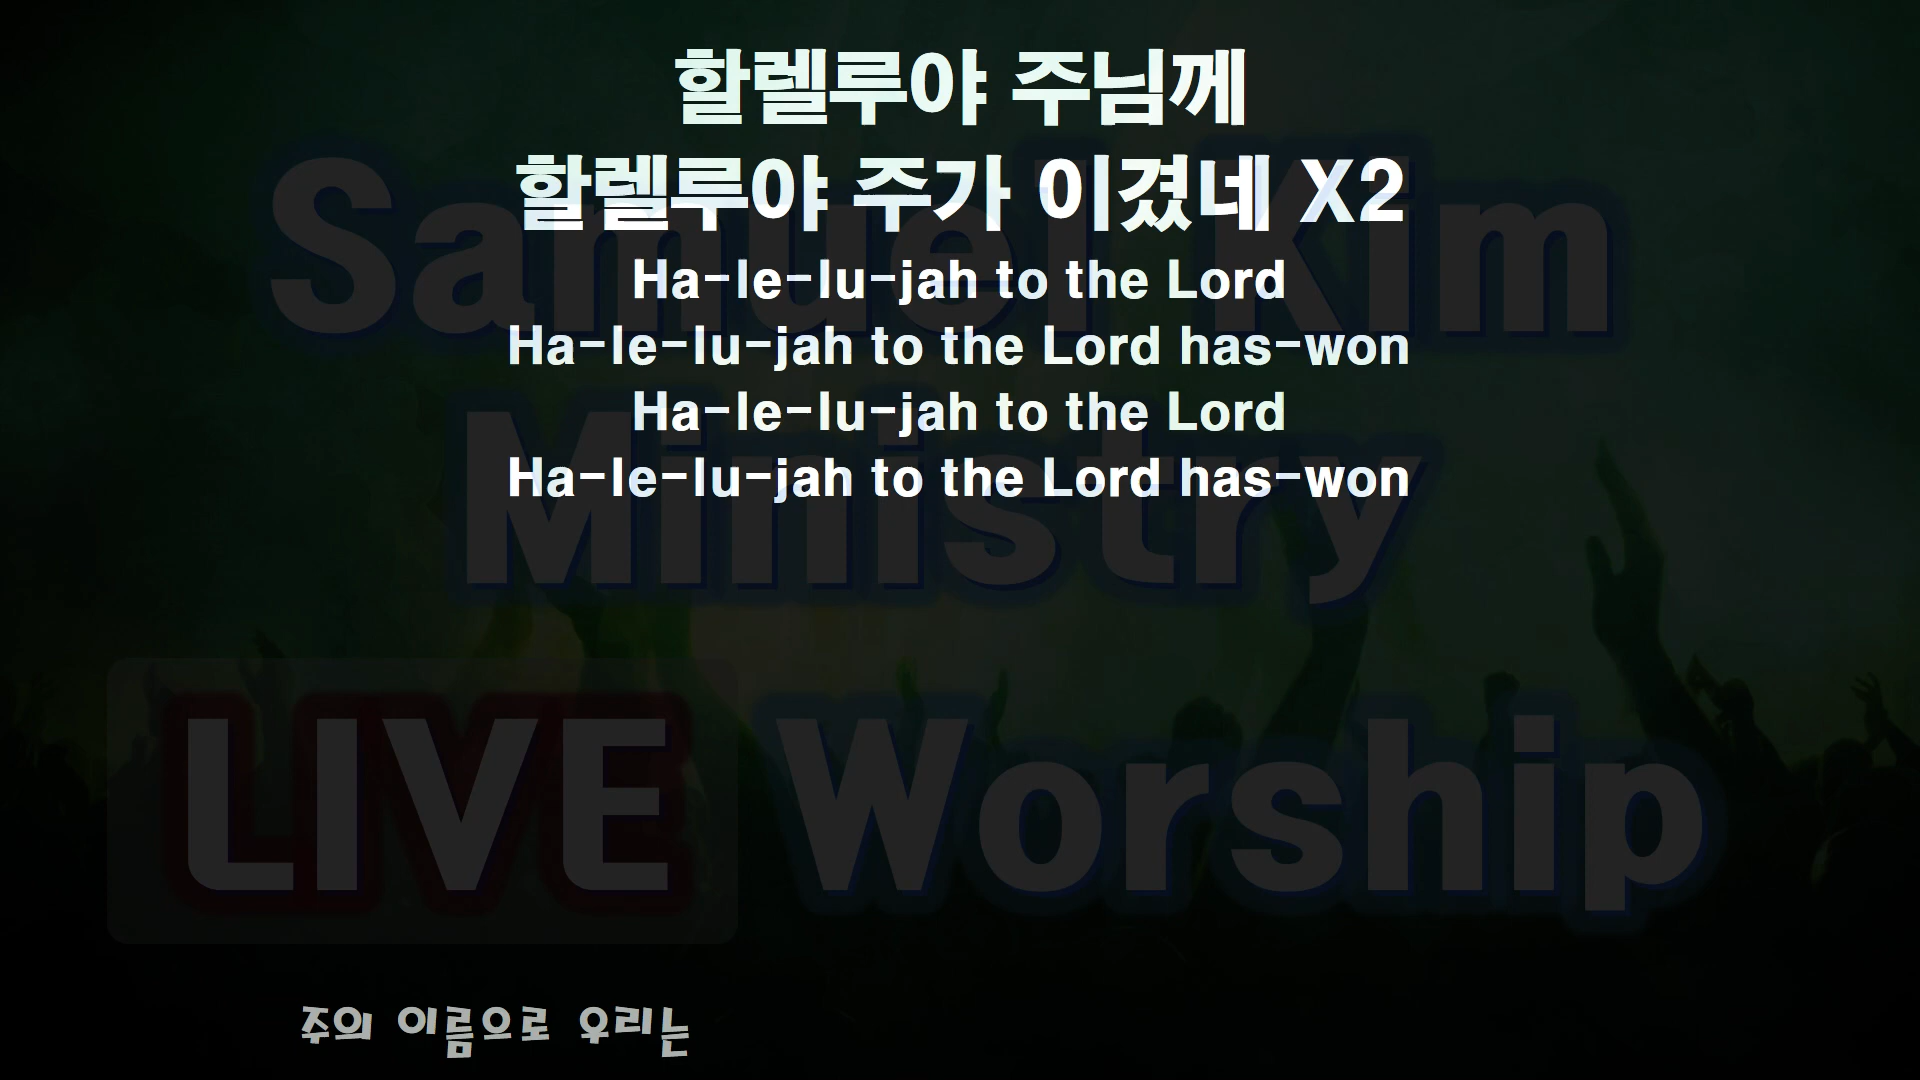 할렐루야 주님께
할렐루야 주가 이겼네 X2
Ha-le-lu-jah to the Lord
Ha-le-lu-jah to the Lord has-won
Ha-le-lu-jah to the Lord
Ha-le-lu-jah to the Lord has-won
Samuel Kim
Ministry
LIVE Worship
주의 이름으로 우리는